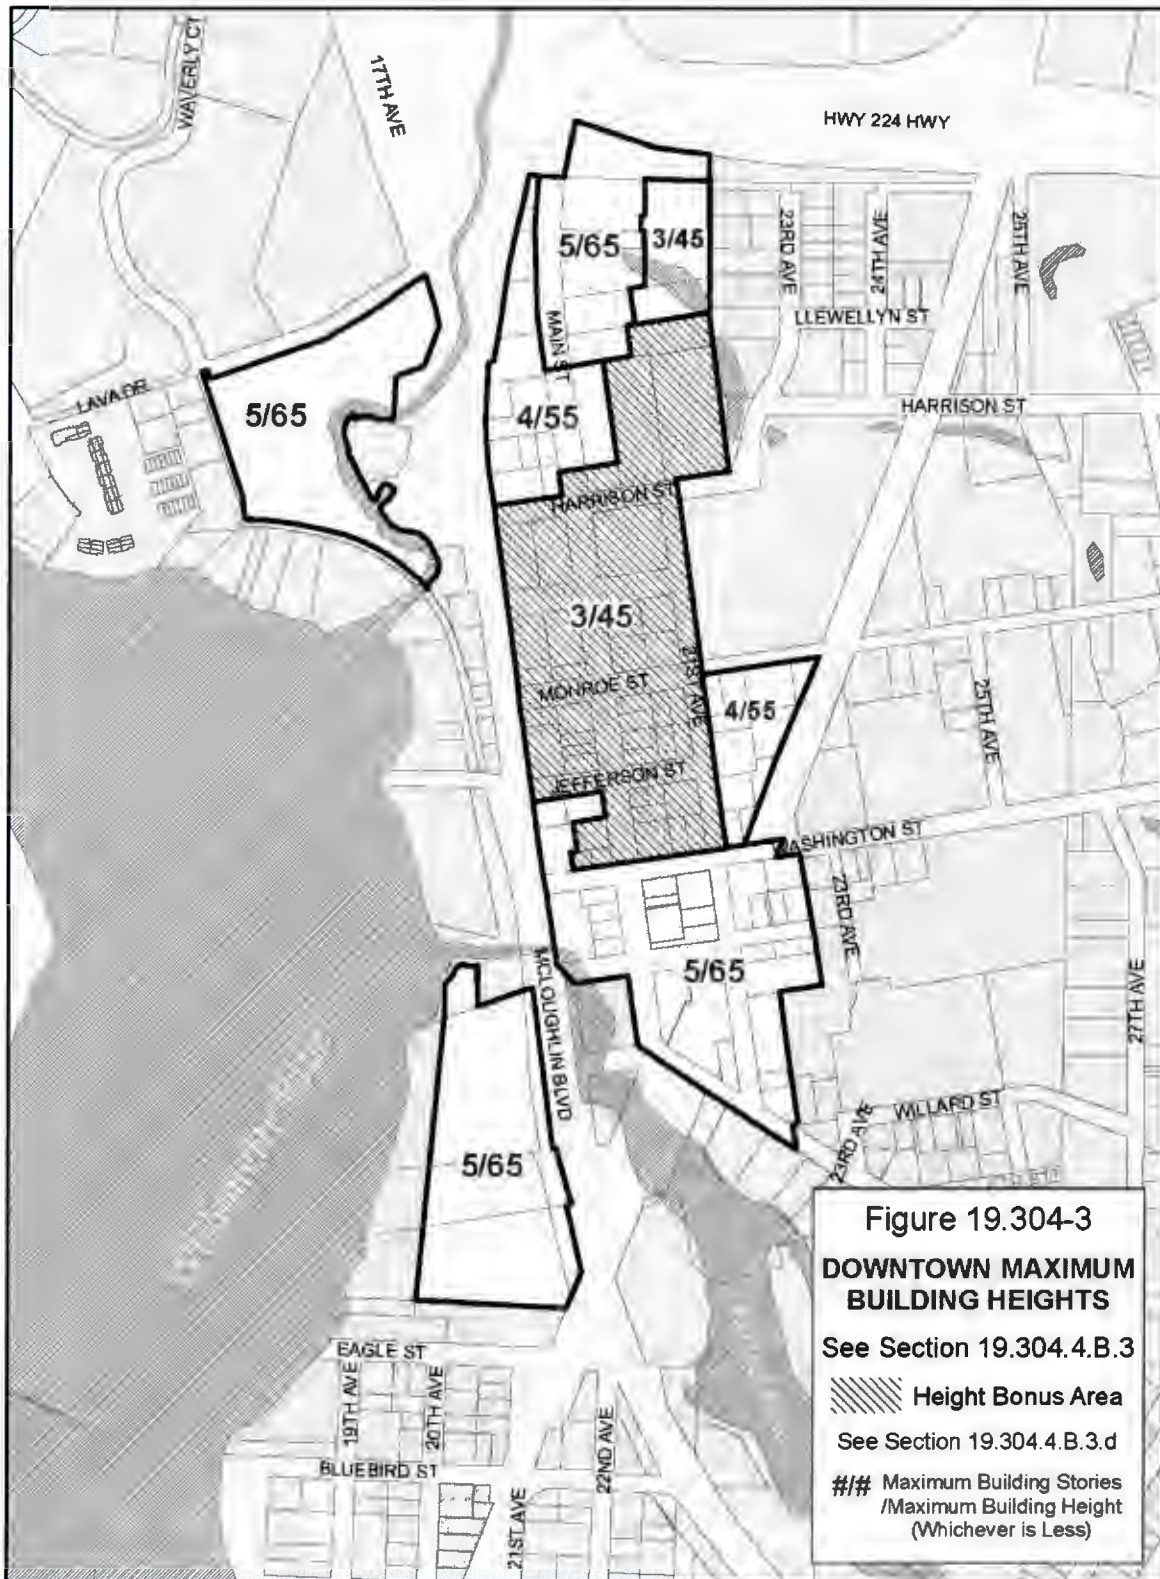 WAVERLY CT
17TH AVE
HWY 224 HWY
5/65
3/45
23RD AVE
24TH AVE
25TH AVE
LLEWELLYN ST
MAIN ST
LAVA DR
5/65
4/55
HARRISON ST
HARRISON ST
3/45
21ST AVE
MONROE ST
4/55
25TH AVE
JEFFERSON ST
WASHINGTON ST
23RD AVE
5/65
MCLOUGHLIN BLVD
27TH AVE
Willamette River
WILLARD ST
23RD AVE
5/65
EAGLE ST
19TH AVE
20TH AVE
BLUEBIRD ST
21ST AVE
22ND AVE
Figure 19.304-3
DOWNTOWN MAXIMUM
BUILDING HEIGHTS
See Section 19.304.4.B.3
Height Bonus Area
See Section 19.304.4.B.3.d
#/# Maximum Building Stories
/Maximum Building Height
(Whichever is Less)